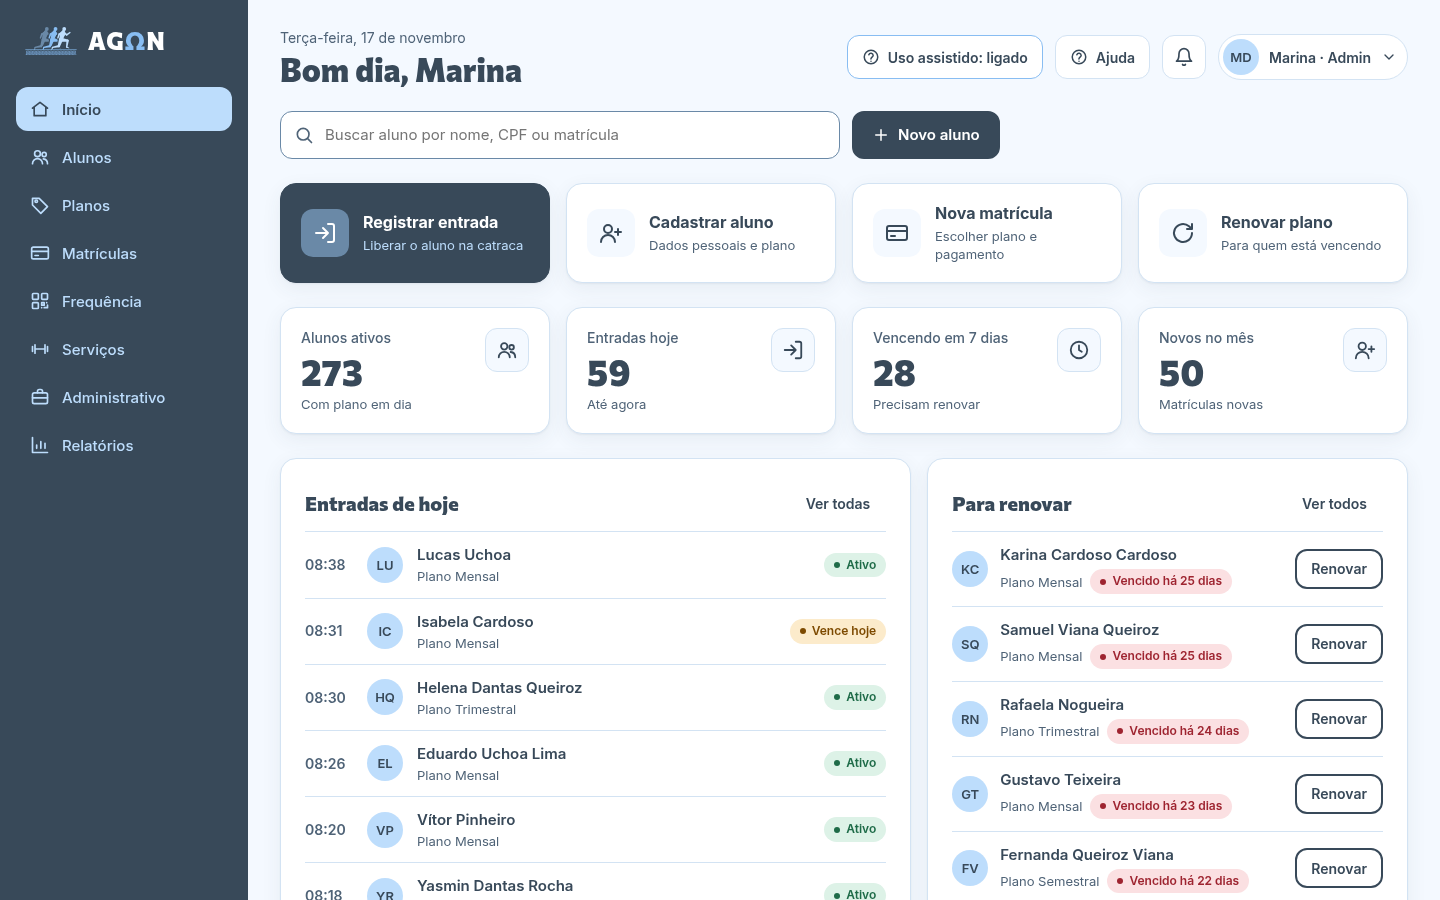 AGΩN
Início
Alunos
Planos
Matrículas
Frequência
Serviços
Administrativo
Relatórios
Terça-feira, 17 de novembro
Bom dia, Marina
Uso assistido: ligado
Ajuda
MD
Marina · Admin
Buscar aluno por nome, CPF ou matrícula
Novo aluno
Registrar entrada
Liberar o aluno na catraca
Cadastrar aluno
Dados pessoais e plano
Nova matrícula
Escolher plano e
pagamento
Renovar plano
Para quem está vencendo
Alunos ativos
273
Com plano em dia
Entradas hoje
59
Até agora
Vencendo em 7 dias
28
Precisam renovar
Novos no mês
50
Matrículas novas
Entradas de hoje
Ver todas
08:38
LU
Lucas Uchoa
Plano Mensal
Ativo
08:31
IC
Isabela Cardoso
Plano Mensal
Vence hoje
08:30
HQ
Helena Dantas Queiroz
Plano Trimestral
Ativo
08:26
EL
Eduardo Uchoa Lima
Plano Mensal
Ativo
08:20
VP
Vítor Pinheiro
Plano Mensal
Ativo
08:18
YR
Yasmin Dantas Rocha
Ativo
Para renovar
Ver todos
KC
Karina Cardoso Cardoso
Plano Mensal
Vencido há 25 dias
Renovar
SQ
Samuel Viana Queiroz
Plano Mensal
Vencido há 25 dias
Renovar
RN
Rafaela Nogueira
Plano Trimestral
Vencido há 24 dias
Renovar
GT
Gustavo Teixeira
Plano Mensal
Vencido há 23 dias
Renovar
FV
Fernanda Queiroz Viana
Plano Semestral
Vencido há 22 dias
Renovar